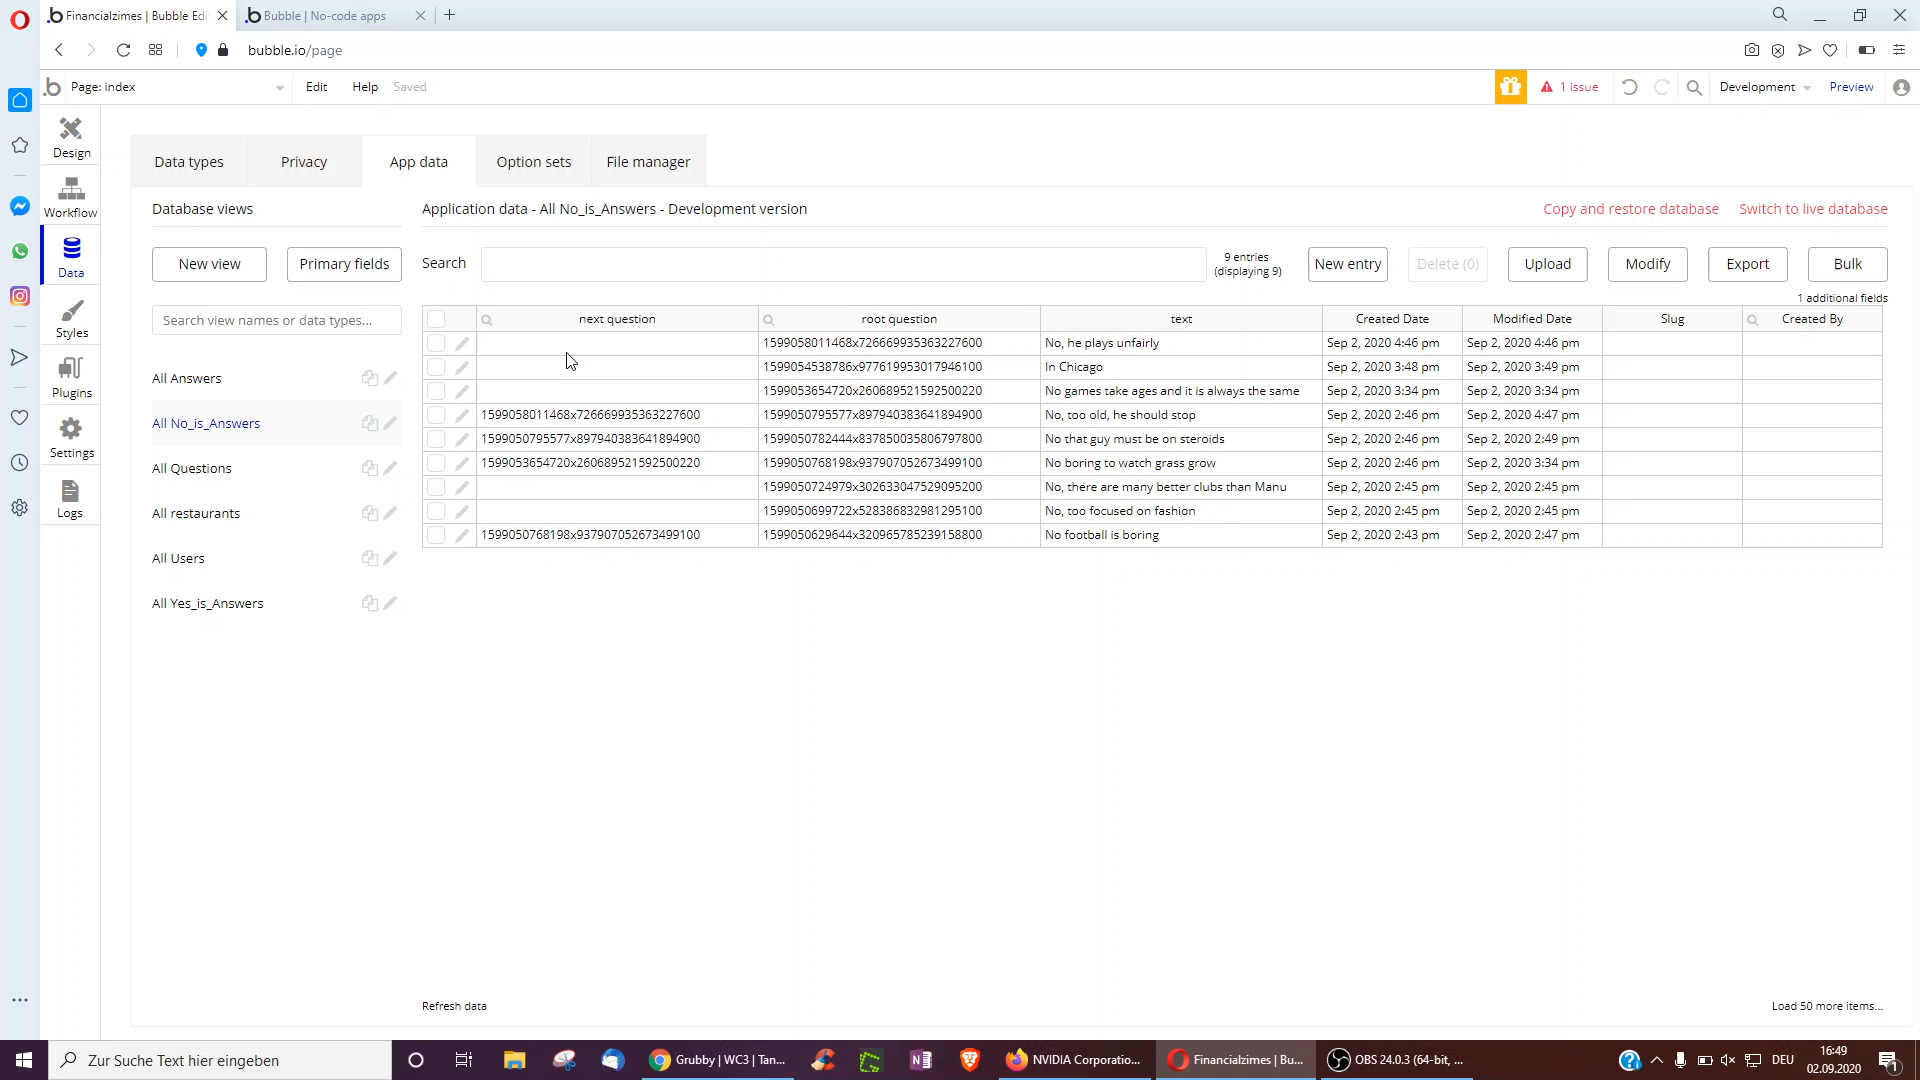 Financialzimes | Bubble Edi
Bubble | No-code apps
bubble.io/page
Page: index
Edit
Help
Saved
1 issue
Development
Preview
Design
Workflow
Data
Styles
Plugins
Settings
Logs
Data types
Privacy
App data
Option sets
File manager
Database views
Application data - All No_is_Answers - Development version
Copy and restore database
Switch to live database
New view
Primary fields
Search
9 entries
(displaying 9)
New entry
Delete (0)
Upload
Modify
Export
Bulk
1 additional fields
Search view names or data types...
All Answers
All No_is_Answers
All Questions
All restaurants
All Users
All Yes_is_Answers
next question root question text Created Date Modified Date Slug Created By
1599058011468x726669935363227600 No, he plays unfairly Sep 2, 2020 4:46 pm Sep 2, 2020 4:46 pm
1599054538786x977619953017946100 In Chicago Sep 2, 2020 3:48 pm Sep 2, 2020 3:49 pm
1599053654720x260689521592500220 No games take ages and it is always the same Sep 2, 2020 3:34 pm Sep 2, 2020 3:34 pm
1599058011468x726669935363227600 1599050795577x897940383641894900 No, too old, he should stop Sep 2, 2020 2:46 pm Sep 2, 2020 4:47 pm
1599050795577x897940383641894900 1599050782444x837850035806797800 No that guy must be on steroids Sep 2, 2020 2:46 pm Sep 2, 2020 2:49 pm
1599053654720x260689521592500220 1599050768198x937907052673499100 No boring to watch grass grow Sep 2, 2020 2:46 pm Sep 2, 2020 3:34 pm
1599050724979x302633047529095200 No, there are many better clubs than Manu Sep 2, 2020 2:45 pm Sep 2, 2020 2:45 pm
1599050699722x528386832981295100 No, too focused on fashion Sep 2, 2020 2:45 pm Sep 2, 2020 2:45 pm
1599050768198x937907052673499100 1599050629644x320965785239158800 No football is boring Sep 2, 2020 2:43 pm Sep 2, 2020 2:47 pm
Refresh data
Load 50 more items...
Zur Suche Text hier eingeben
Grubby | WC3 | Tan...
NVIDIA Corporatio...
Financialzimes | Bu...
OBS 24.0.3 (64-bit, ...
DEU
16:49
02.09.2020
1